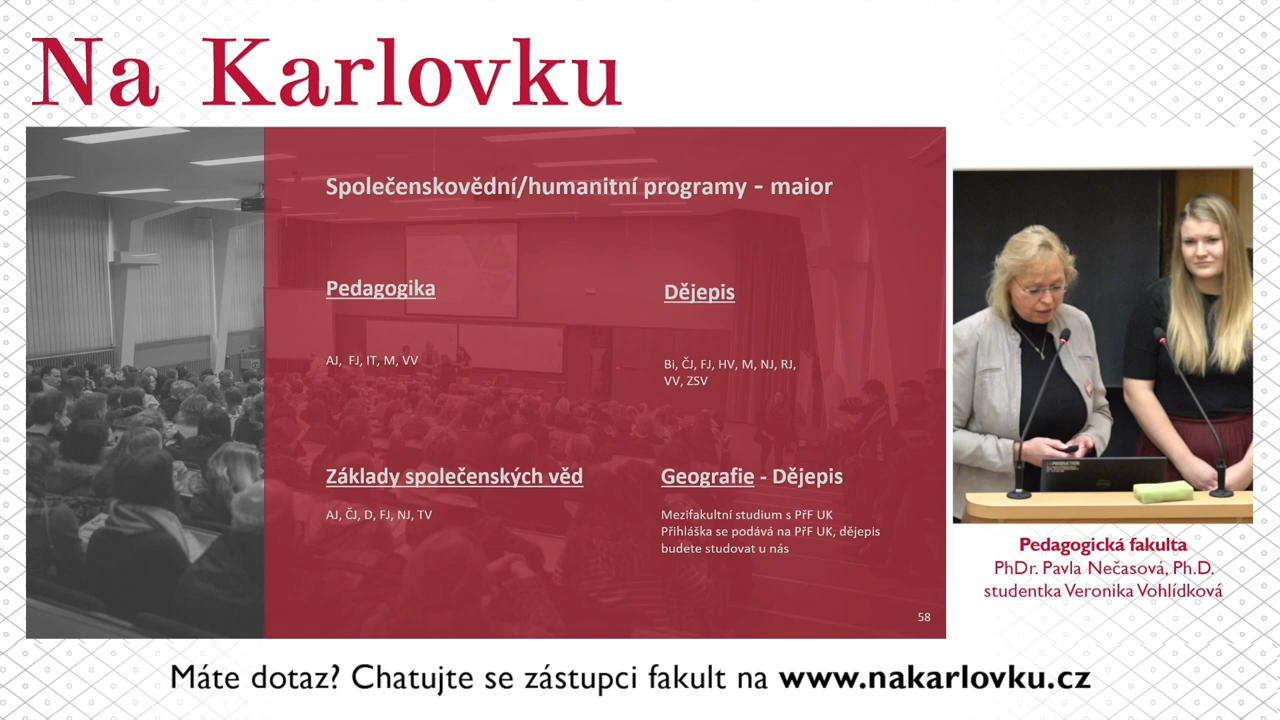 Na Karlovku
Společenskovědní/humanitní programy - maior
Pedagogika
AJ, FJ, IT, M, VV
Dějepis
Bi, ČJ, FJ, HV, M, NJ, RJ,
VV, ZSV
Základy společenských věd
AJ, ČJ, D, FJ, NJ, TV
Geografie - Dějepis
Mezifakultní studium s PřF UK
Přihláška se podává na PřF UK, dějepis
budete studovat u nás
58
Pedagogická fakulta
PhDr. Pavla Nečasová, Ph.D.
studentka Veronika Vohlídková
Máte dotaz? Chatujte se zástupci fakult na www.nakarlovku.cz